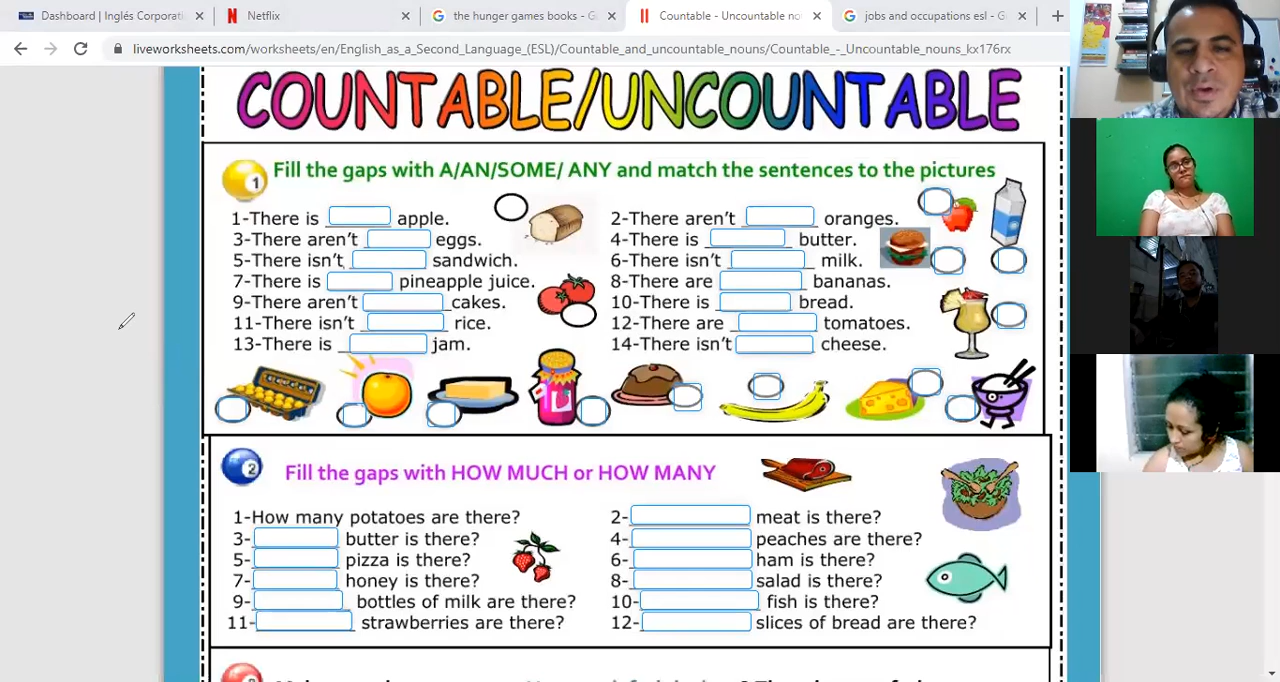 Dashboard | Inglés Corporati
Netflix
the hunger games books - G
Countable - Uncountable no
jobs and occupations esl - G
liveworksheets.com/worksheets/en/English_as_a_Second_Language_(ESL)/Countable_and_uncountable_nouns/Countable_-_Uncountable_nouns_kx176rx
COUNTABLE/UNCOUNTABLE
1 Fill the gaps with A/AN/SOME/ ANY and match the sentences to the pictures
1-There is apple.
2-There aren't oranges.
3-There aren't eggs.
4-There is butter.
5-There isn't sandwich.
6-There isn't milk.
7-There is pineapple juice.
8-There are bananas.
9-There aren't cakes.
10-There is bread.
11-There isn't rice.
12-There are tomatoes.
13-There is jam.
14-There isn't cheese.
2 Fill the gaps with HOW MUCH or HOW MANY
1-How many potatoes are there?
2- meat is there?
3- butter is there?
4- peaches are there?
5- pizza is there?
6- ham is there?
7- honey is there?
8- salad is there?
9- bottles of milk are there?
10- fish is there?
11- strawberries are there?
12- slices of bread are there?